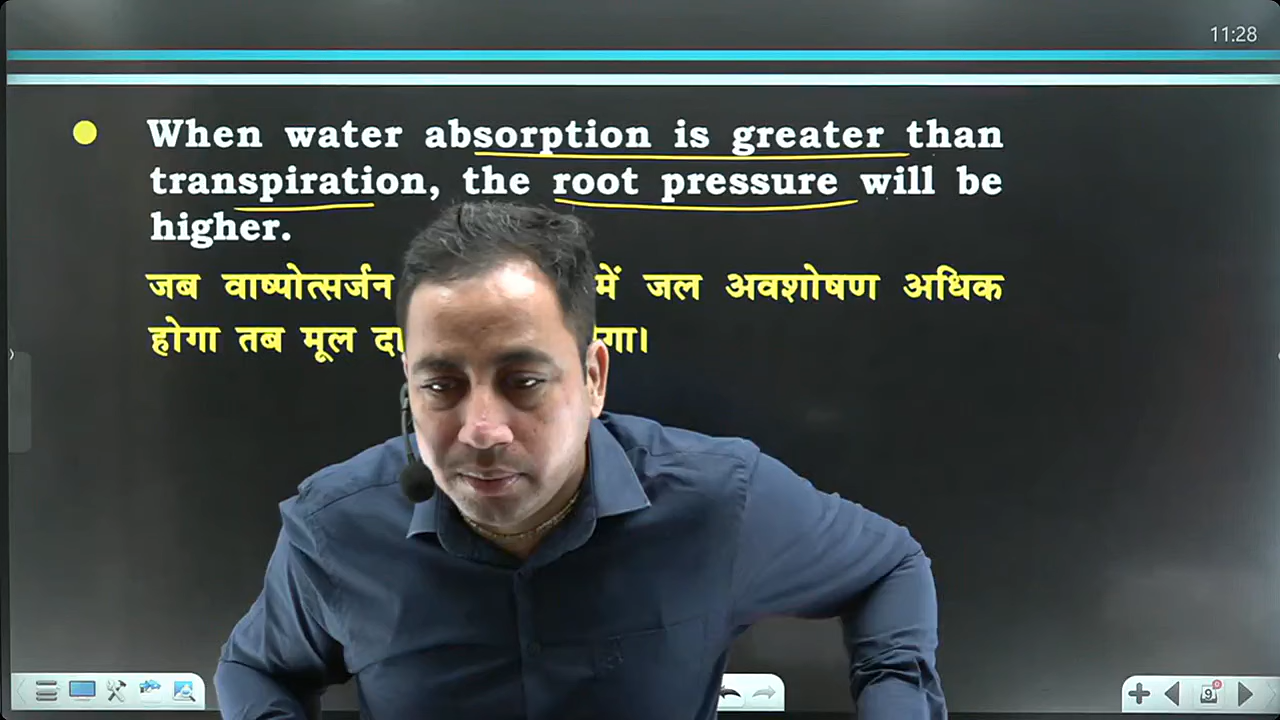 11:28
When water absorption is greater than
transpiration, the root pressure will be
higher.
जब वाष्पोत्सर्जन में जल अवशोषण अधिक
होगा तब मूल
9